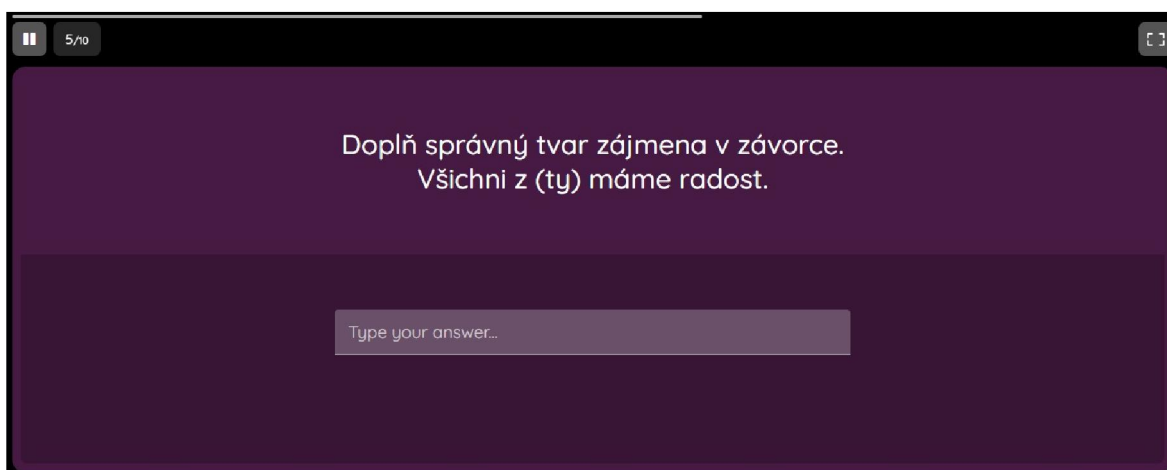 5/10
Doplň správný tvar zájmena v závorce.
Všichni z (ty) máme radost.
Type your answer...